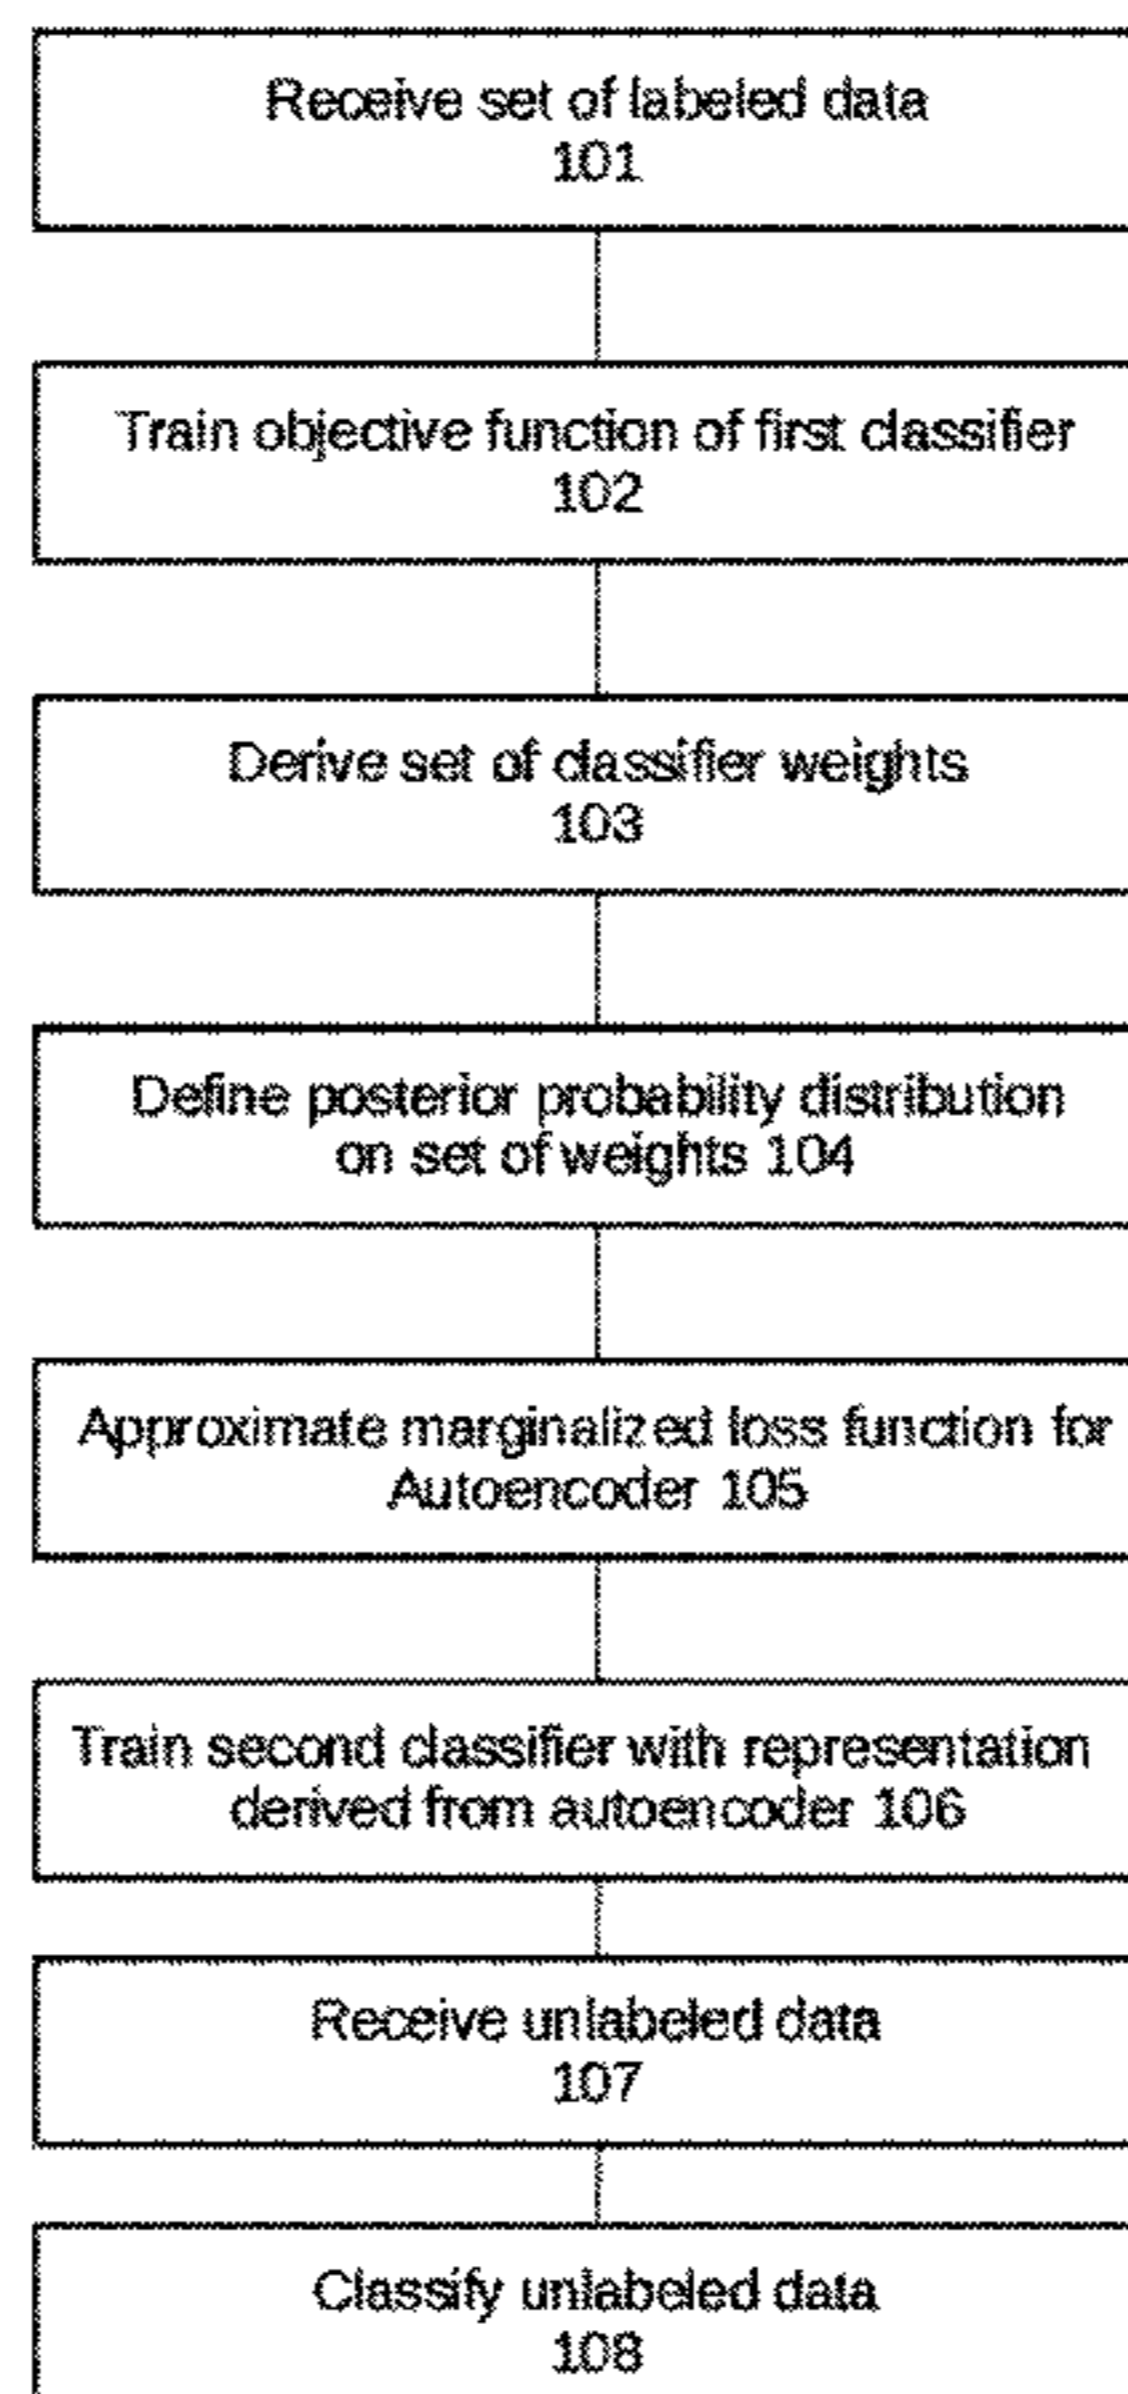 Receive set of labeled data
101
Train objective function of first classifier
102
Derive set of classifier weights
103
Define posterior probability distribution
on set of weights 104
Approximate marginalized loss function for
Autoencoder 105
Train second classifier with representation
derived from autoencoder 106
Receive unlabeled data
107
Classify unlabeled data
108